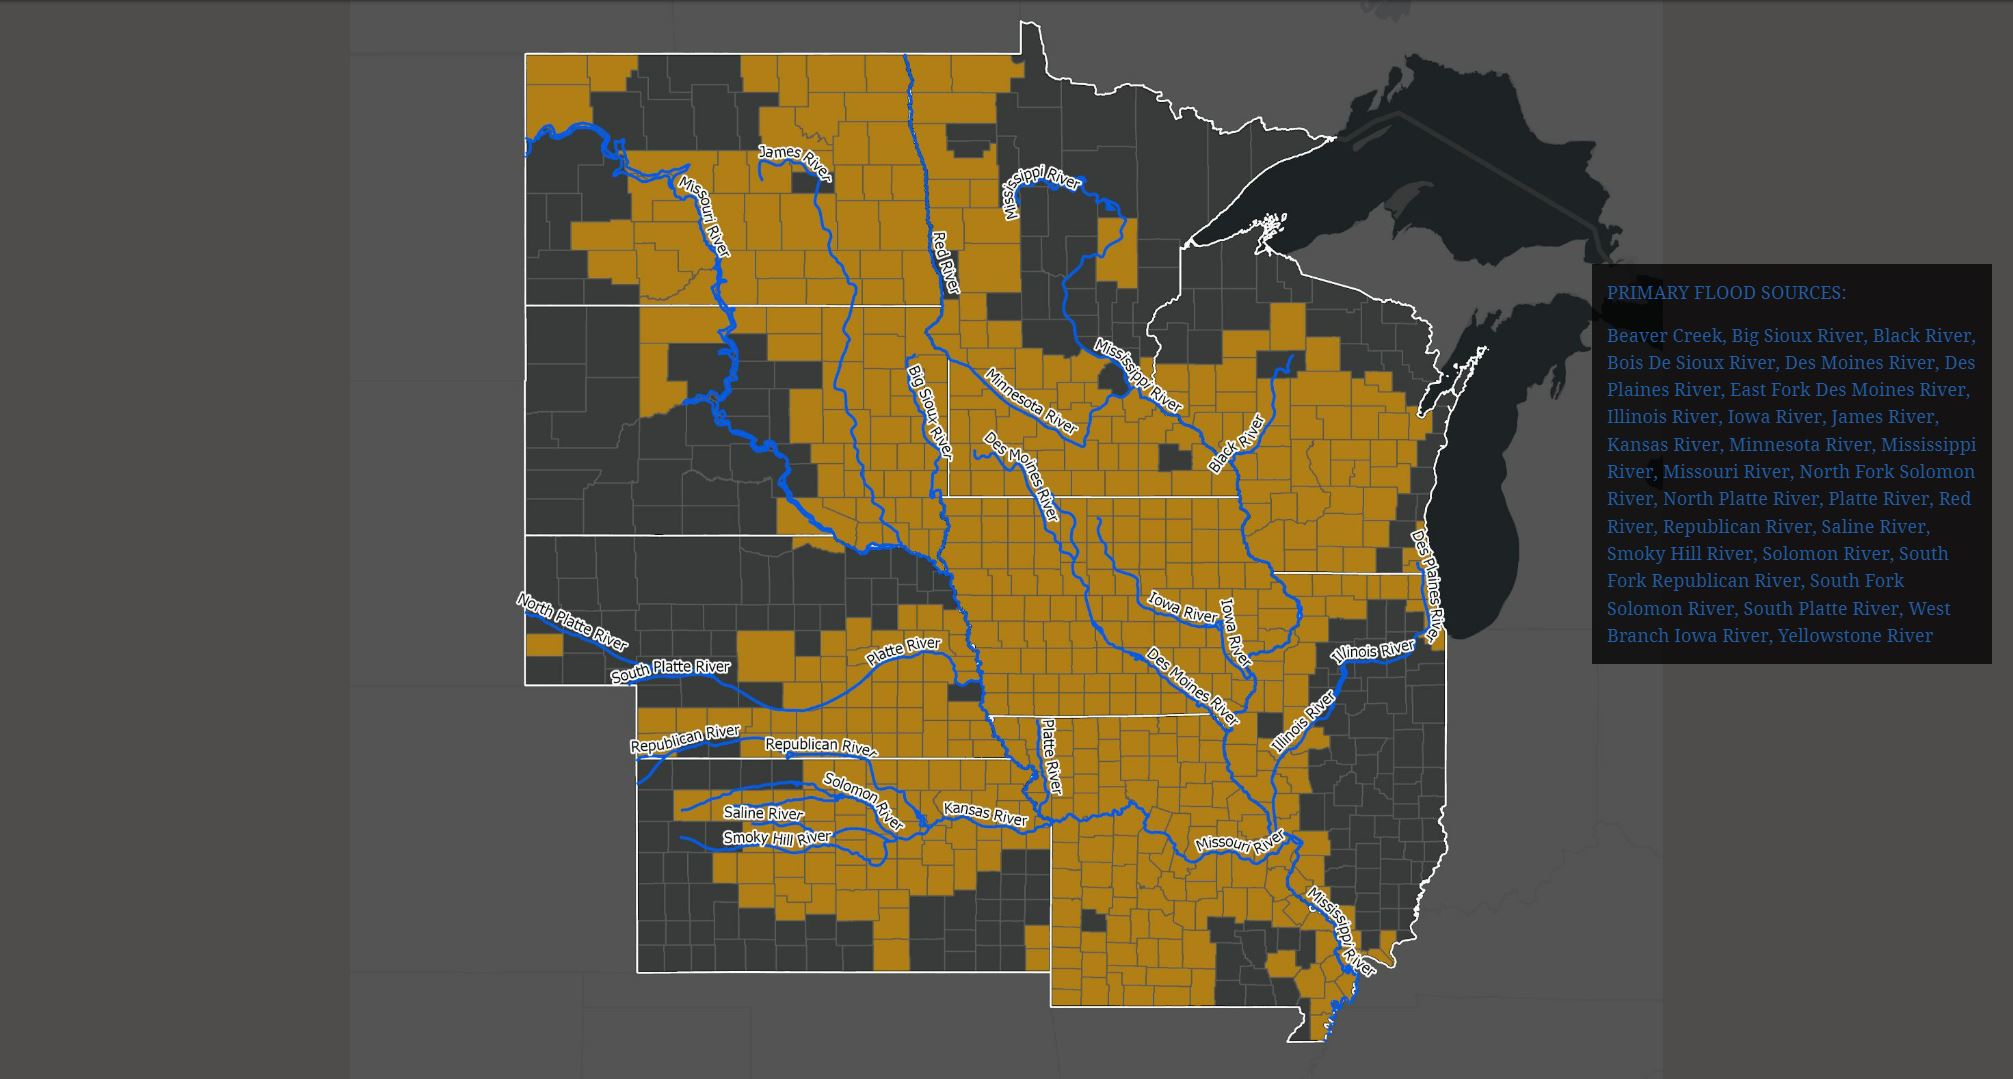 James River
Mississippi River
Missouri River
Red River
PRIMARY FLOOD SOURCES:
Beaver Creek, Big Sioux River, Black River,
Bois De Sioux River, Des Moines River, Des
Plaines River, East Fork Des Moines River,
Illinois River, Iowa River, James River,
Kansas River, Minnesota River, Mississippi
River, Missouri River, North Fork Solomon
River, North Platte River, Platte River, Red
River, Republican River, Saline River,
Smoky Hill River, Solomon River, South
Fork Republican River, South Fork
Solomon River, South Platte River, West
Branch Iowa River, Yellowstone River
Mississippi River
Minnesota River
Big Sioux River
Black River
Des Moines River
Des Plaines River
North Platte River
Iowa River
Iowa River
Platte River
Illinois River
South Platte River
Des Moines River
Illinois River
Republican River
Republican River
Platte River
Solomon River
Saline River
Kansas River
Smoky Hill River
Missouri River
Mississippi River